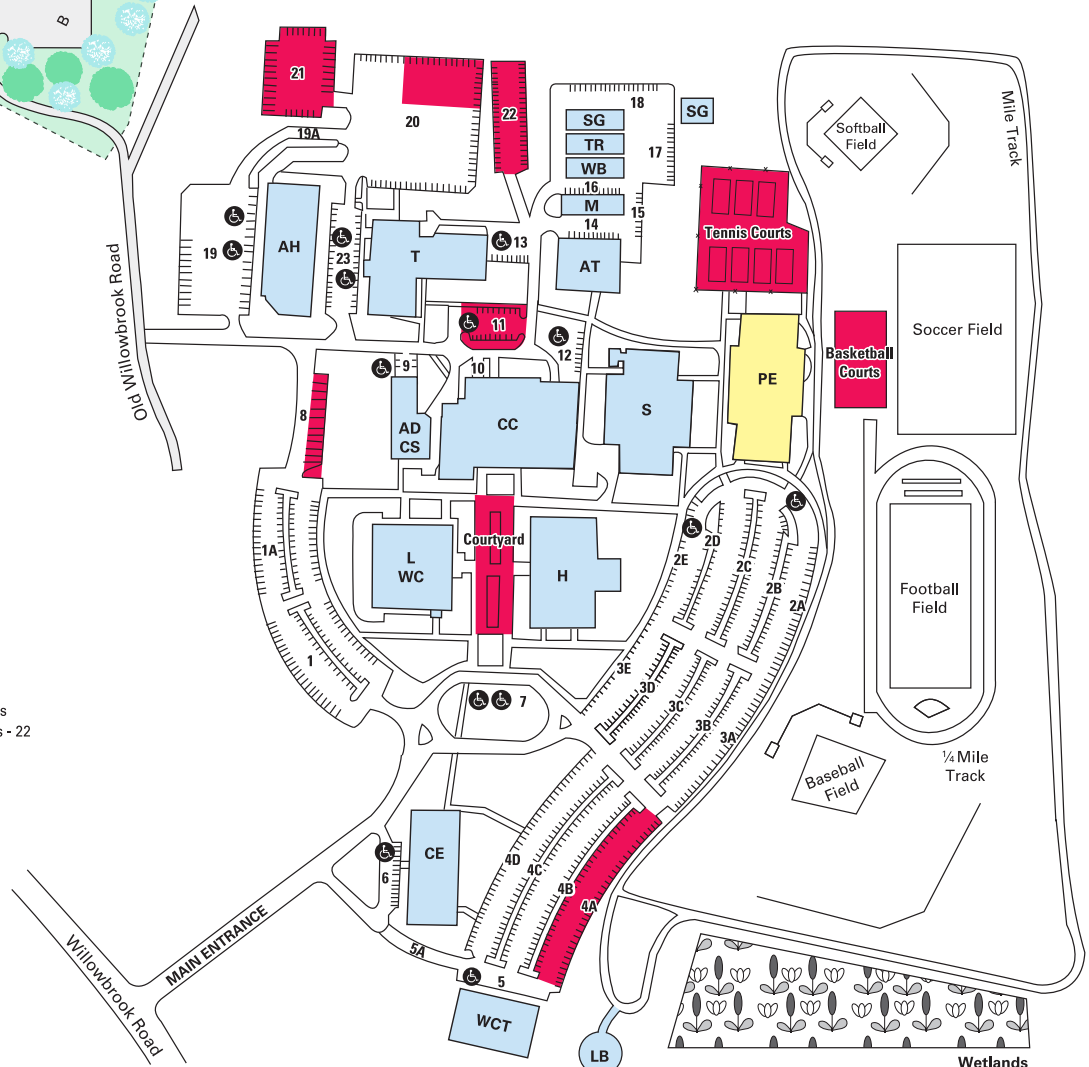 B
21
20
22
18
SG
SG
TR
17
WB
16
M
15
14
19A
AH
19
23
T
13
AT
Tennis Courts
Softball
Field
Mile Track
Old Willowbrook Road
11
12
9
10
8
AD
CS
CC
S
PE
Basketball
Courts
Soccer Field
1A
L
WC
Courtyard
H
2E
2D
2C
2B
2A
Football
Field
1
3E
3D
3C
3B
3A
7
s
s - 22
¼ Mile
Track
Baseball
Field
CE
6
4D
4C
4B
4A
5A
5
MAIN ENTRANCE
Willowbrook Road
WCT
LB
Wetlands